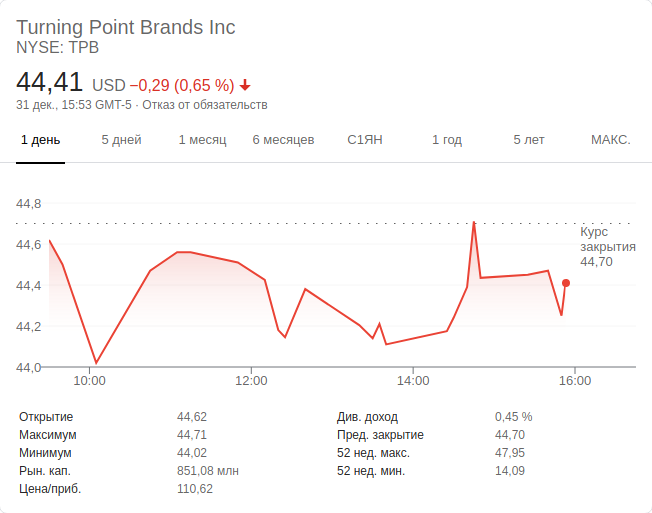 Turning Point Brands Inc
NYSE: TPB
44,41 USD −0,29 (0,65 %)
31 дек., 15:53 GMT-5 · Отказ от обязательств
1 день 5 дней 1 месяц 6 месяцев С1ЯН 1 год 5 лет МАКС.
44,8
44,6
44,4
44,2
44,0
Курс
закрытия
44,70
10:00 12:00 14:00 16:00
Открытие 44,62 Див. доход 0,45 %
Максимум 44,71 Пред. закрытие 44,70
Минимум 44,02 52 нед. макс. 47,95
Рын. кап. 851,08 млн 52 нед. мин. 14,09
Цена/приб. 110,62